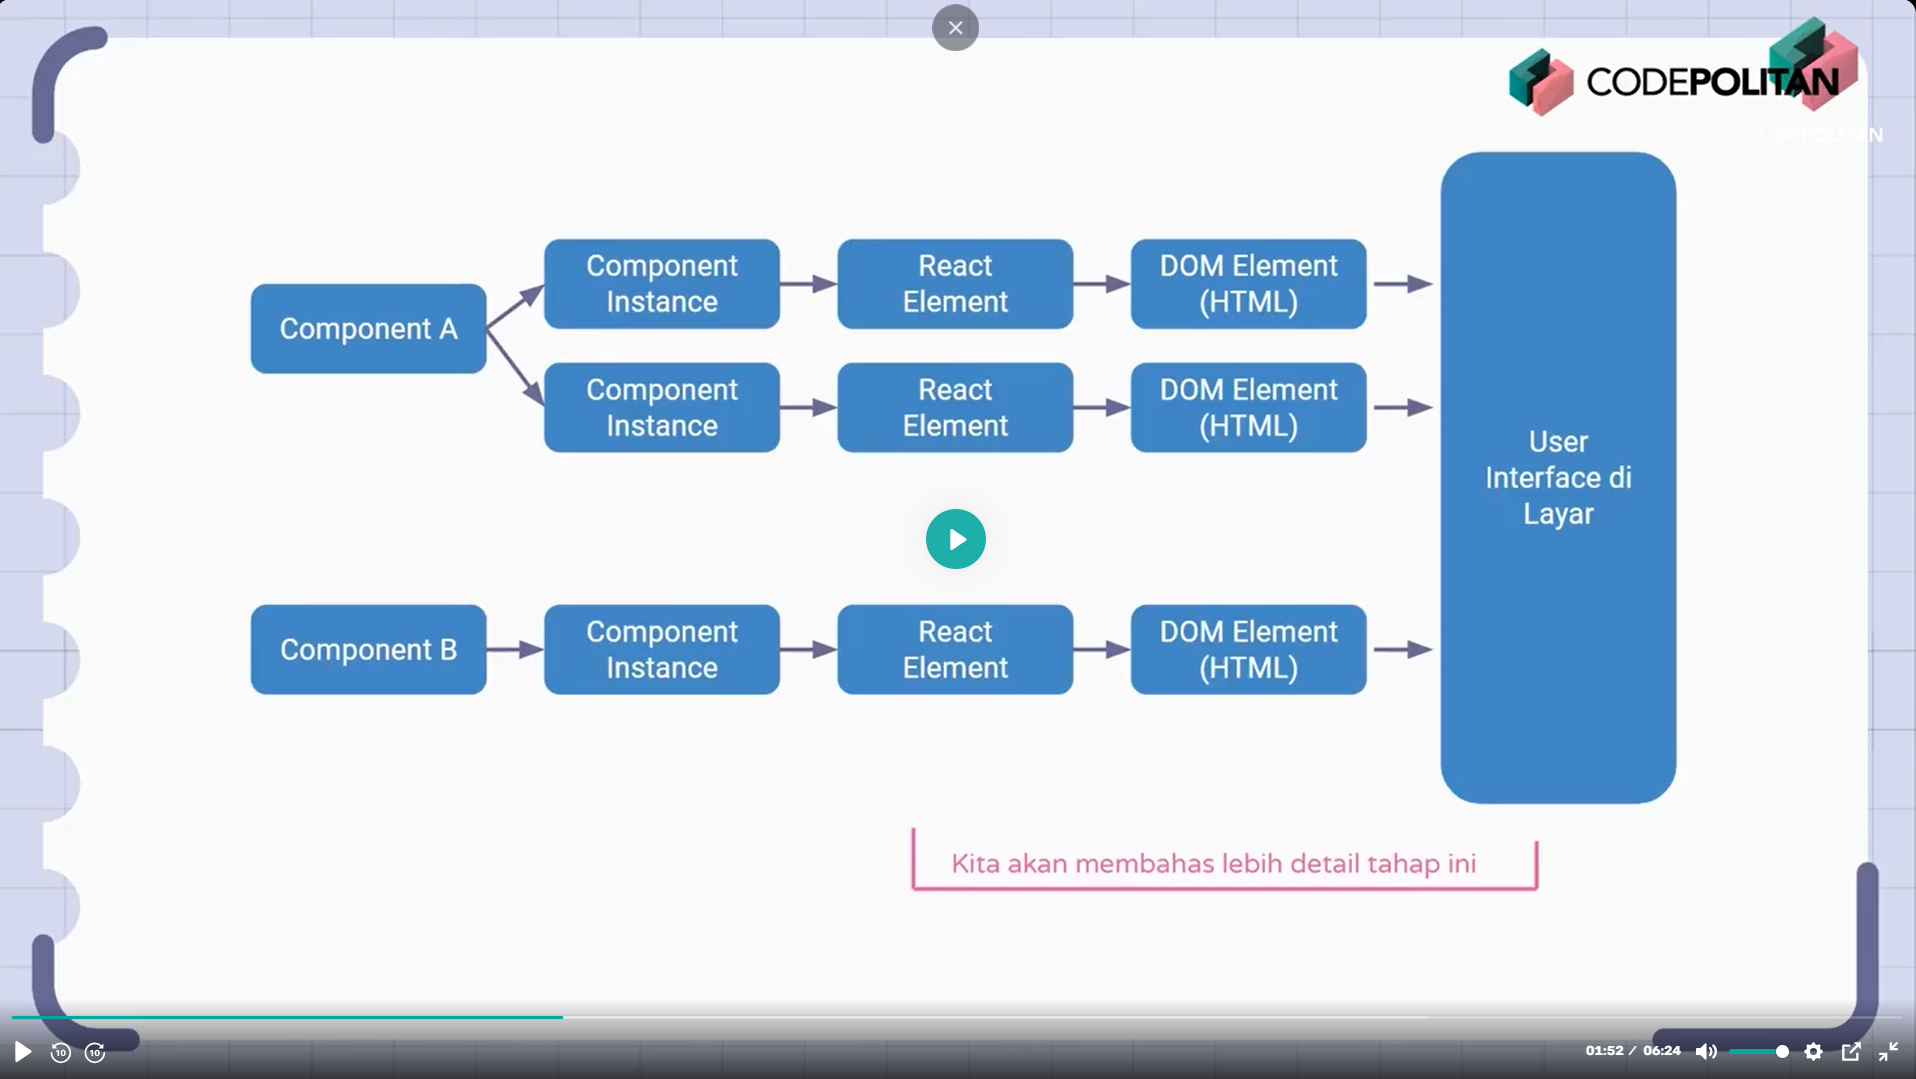 CODEPOLITAN
CODEPOLITAN
Component A
Component
Instance
React
Element
DOM Element
(HTML)
Component
Instance
React
Element
DOM Element
(HTML)
User
Interface di
Layar
Component B
Component
Instance
React
Element
DOM Element
(HTML)
Kita akan membahas lebih detail tahap ini
10
10
01:52 / 06:24